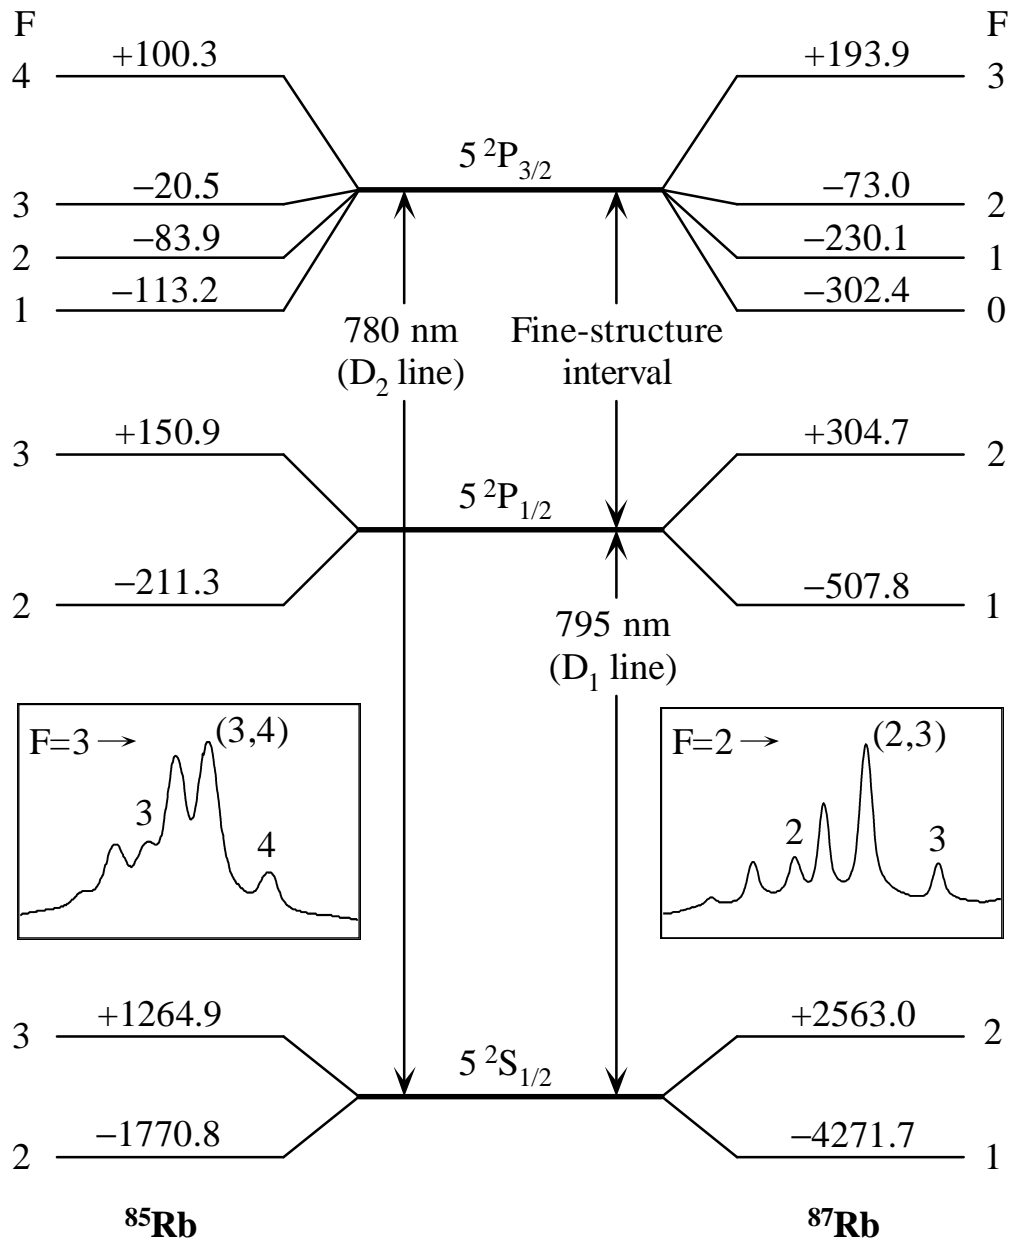 F F
+100.3 +193.9
4 3
5 ²P₃/₂
−20.5 −73.0
3 2
−83.9 −230.1
2 1
−113.2 −302.4
1 0
780 nm Fine-structure
(D₂ line) interval
+150.9 +304.7
3 2
5 ²P₁/₂
−211.3 −507.8
2 1
795 nm
(D₁ line)
F=3 → (3,4) F=2 → (2,3)
3 2
4 3
+1264.9 +2563.0
3 2
5 ²S₁/₂
−1770.8 −4271.7
2 1
⁸⁵Rb ⁸⁷Rb